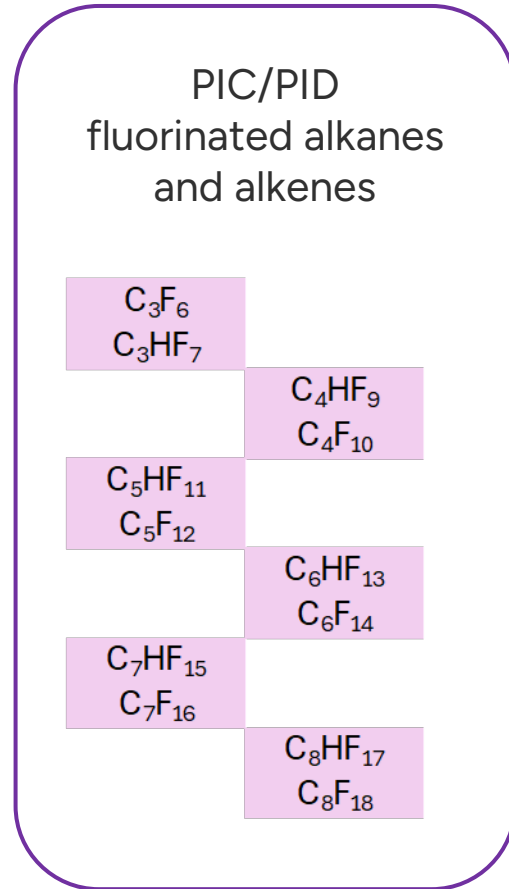 PIC/PID
fluorinated alkanes
and alkenes
C₃F₆
C₃HF₇
C₄HF₉
C₄F₁₀
C₅HF₁₁
C₅F₁₂
C₆HF₁₃
C₆F₁₄
C₇HF₁₅
C₇F₁₆
C₈HF₁₇
C₈F₁₈